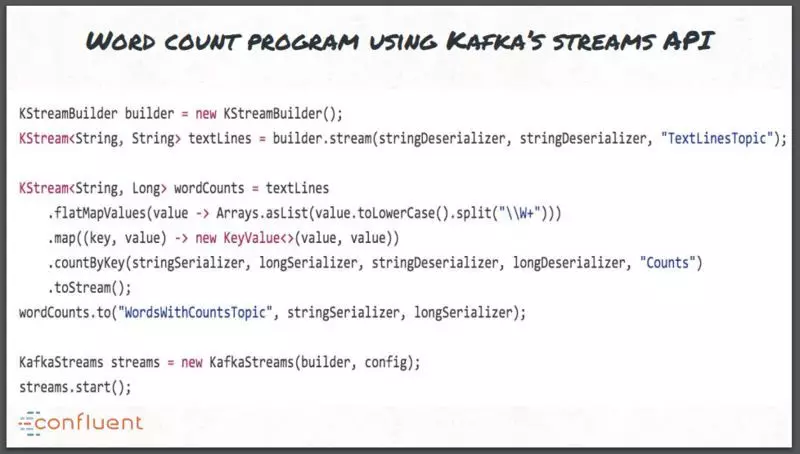 WORD COUNT PROGRAM USING KAFKA'S STREAMS API
KStreamBuilder builder = new KStreamBuilder();
KStream<String, String> textLines = builder.stream(stringDeserializer, stringDeserializer, "TextLinesTopic");
KStream<String, Long> wordCounts = textLines
.flatMapValues(value -> Arrays.asList(value.toLowerCase().split("\\W+")))
.map((key, value) -> new KeyValue<>(value, value))
.countByKey(stringSerializer, longSerializer, stringDeserializer, longDeserializer, "Counts")
.toStream();
wordCounts.to("WordsWithCountsTopic", stringSerializer, longSerializer);
KafkaStreams streams = new KafkaStreams(builder, config);
streams.start();
confluent